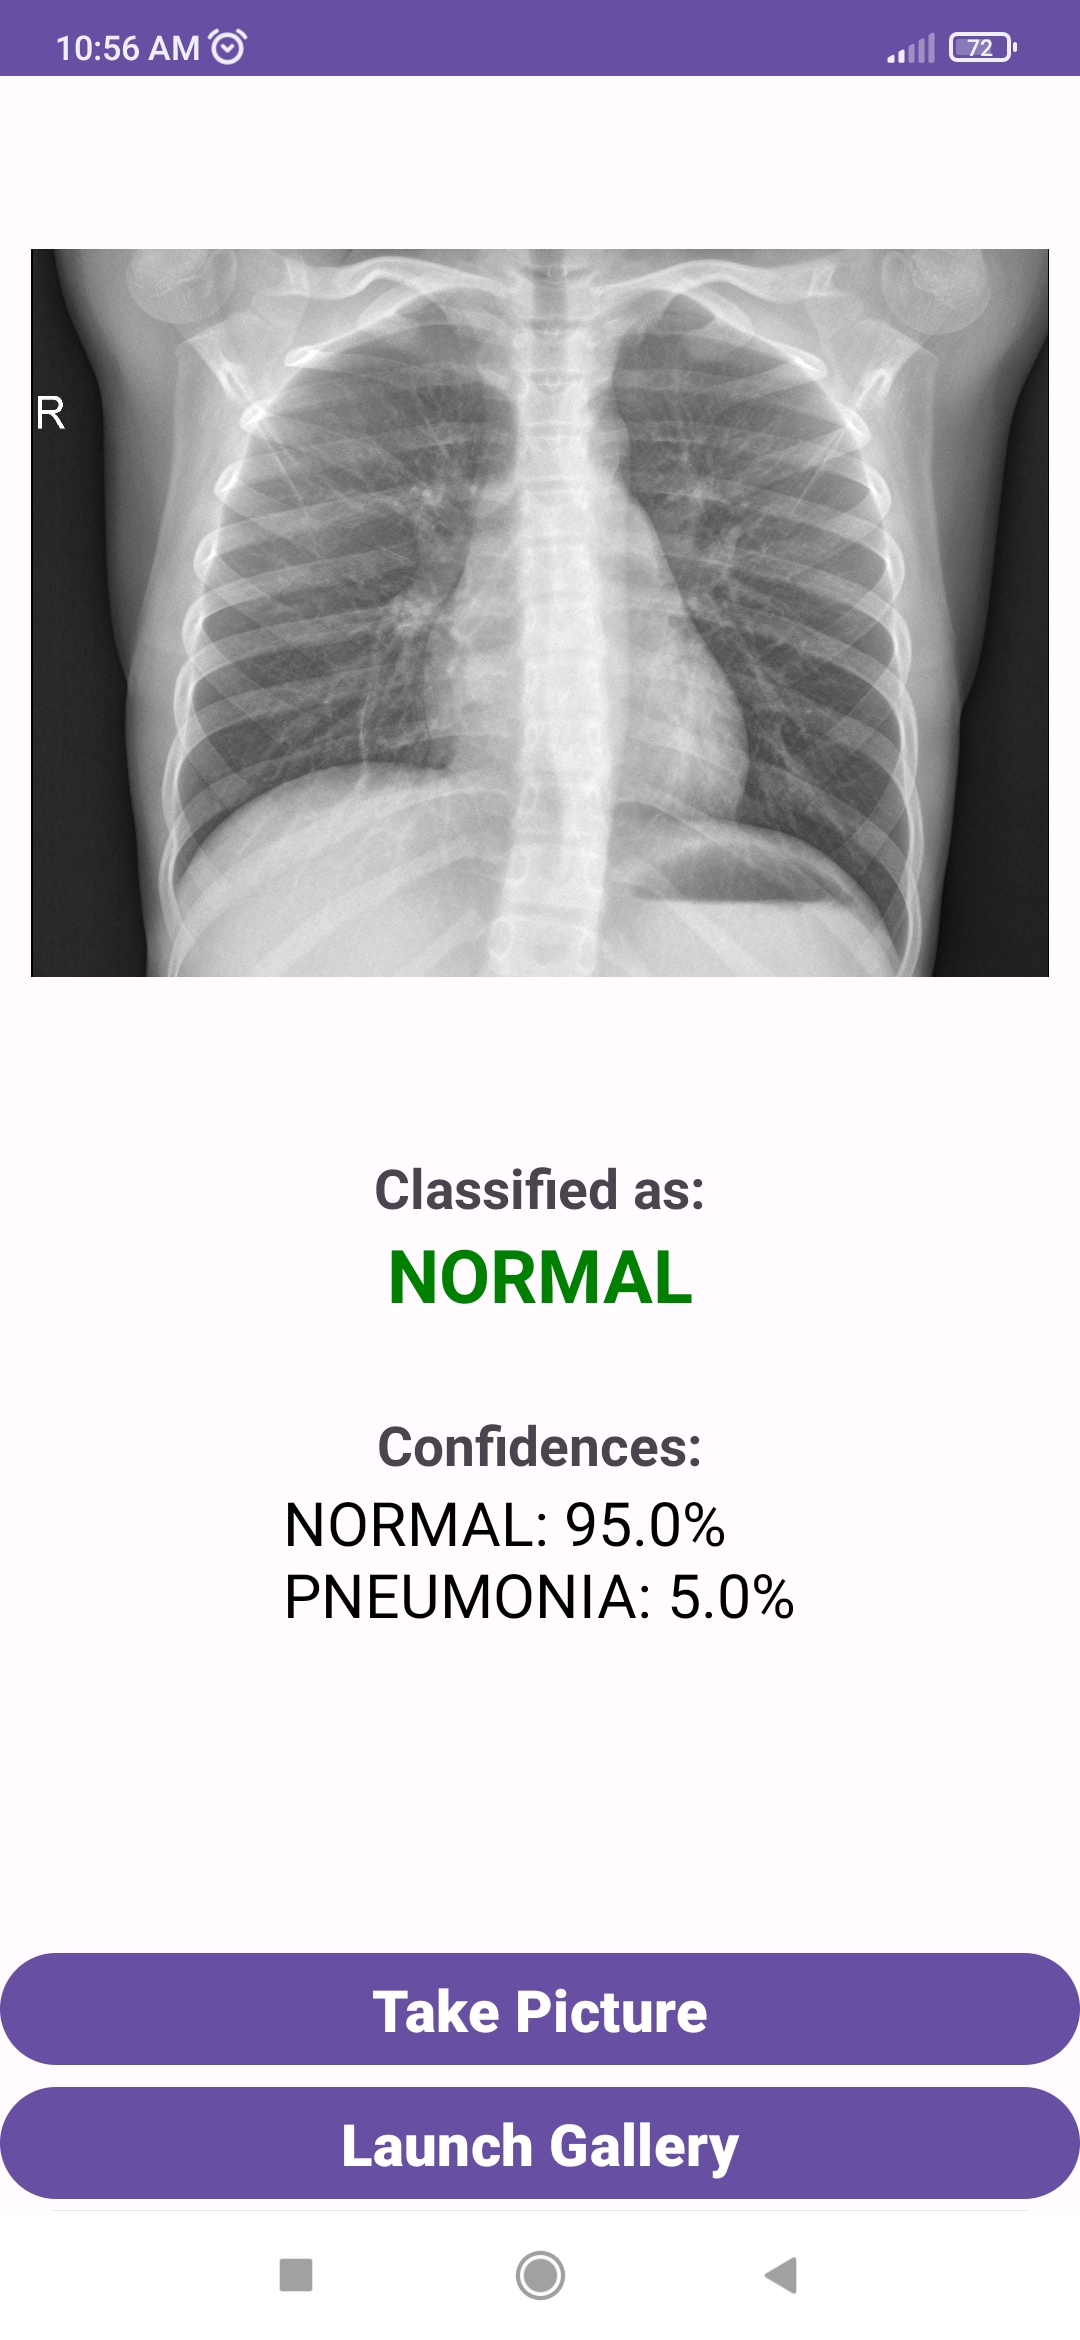 10:56 AM
72
R
Classified as:
NORMAL
Confidences:
NORMAL: 95.0%
PNEUMONIA: 5.0%
Take Picture
Launch Gallery